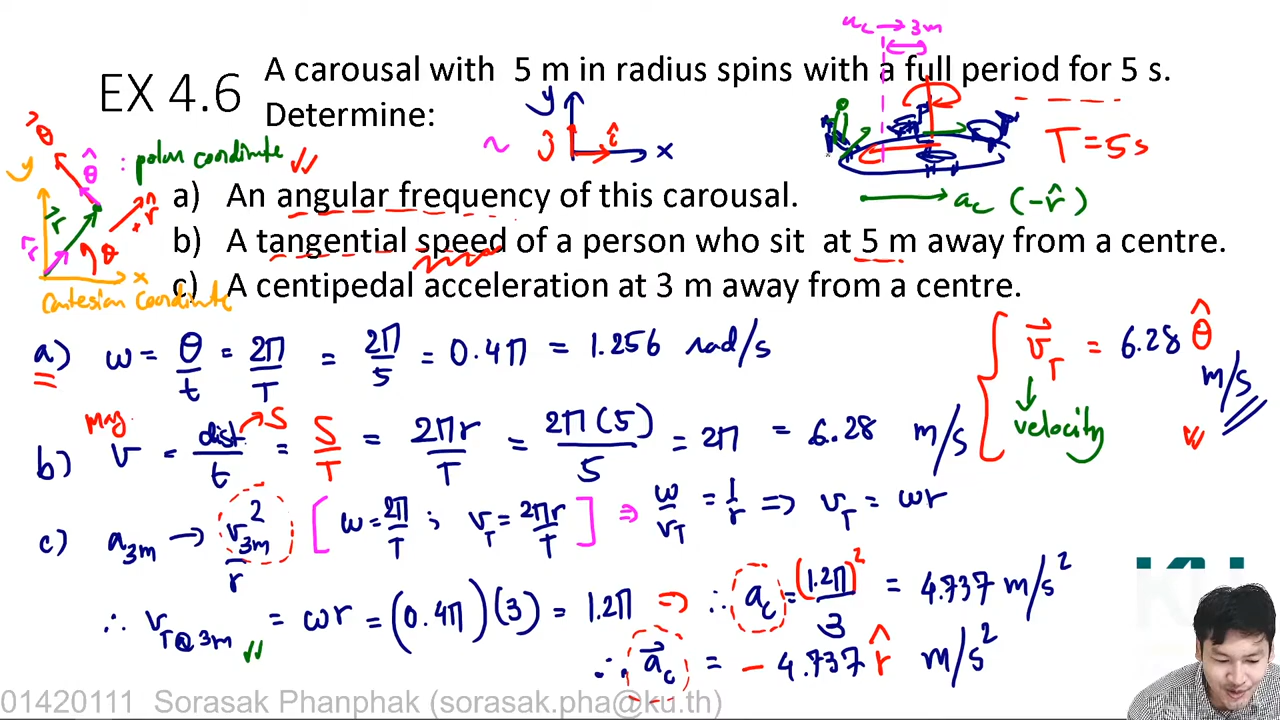 a_c → 3m
EX 4.6
A carousal with 5 m in radius spins with a full period for 5 s.
Determine:
y
ĵ
î
x
T = 5s
θ⃗
y
θ̂
: polar coordinate
r⃗
r̂
r̂
θ
x
Cartesian Coordinate
a_c (-r̂)
a) An angular frequency of this carousal.
b) A tangential speed of a person who sit at 5 m away from a centre.
c) A centipedal acceleration at 3 m away from a centre.
a) ω = θ/t = 2π/T = 2π/5 = 0.4π = 1.256 rad/s
v⃗_T = 6.28 θ̂ m/s
velocity
mag.
b) v = dist/t → S = S/T = 2πr/T = 2π(5)/5 = 2π = 6.28 m/s
c) a_3m → v²_3m/r [ω = 2π/T ; v_T = 2πr/T] ⇒ ω/v_T = 1/r ⇒ v_T = ωr
∴ v_T@3m = ωr = (0.4π)(3) = 1.2π ⇒ ∴ a_c = (1.2π)²/3 = 4.737 m/s²
∴ a⃗_c = - 4.737 r̂ m/s²
01420111 Sorasak Phanphak (sorasak.pha@ku.th)